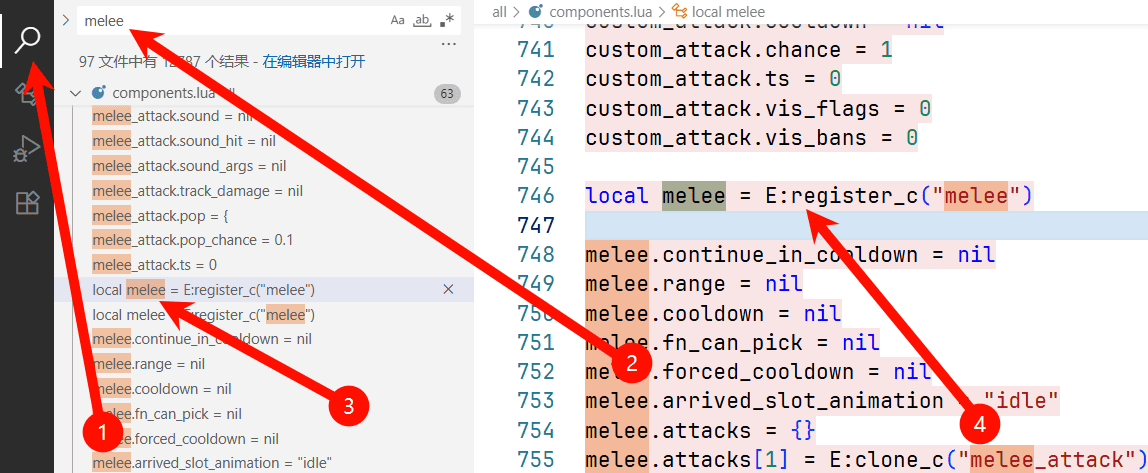 melee
Aa ab .*
97 文件中有 12787 个结果 - 在编辑器中打开
components.lua
63
melee_attack.sound = nil
melee_attack.sound_hit = nil
melee_attack.sound_args = nil
melee_attack.track_damage = nil
melee_attack.pop = {
melee_attack.pop_chance = 0.1
melee_attack.ts = 0
local melee = E:register_c("melee")
local melee = E:register_c("melee")
melee.continue_in_cooldown = nil
melee.range = nil
melee.cooldown = nil
melee.fn_can_pick = nil
melee.forced_cooldown = nil
melee.arrived_slot_animation = "idle"
1
2
3
4
all > components.lua > local melee
740 custom_attack.cooldown = nil
741 custom_attack.chance = 1
742 custom_attack.ts = 0
743 custom_attack.vis_flags = 0
744 custom_attack.vis_bans = 0
745
746 local melee = E:register_c("melee")
747
748 melee.continue_in_cooldown = nil
749 melee.range = nil
750 melee.cooldown = nil
751 melee.fn_can_pick = nil
752 melee.forced_cooldown = nil
753 melee.arrived_slot_animation = "idle"
754 melee.attacks = {}
755 melee.attacks[1] = E:clone_c("melee_attack")